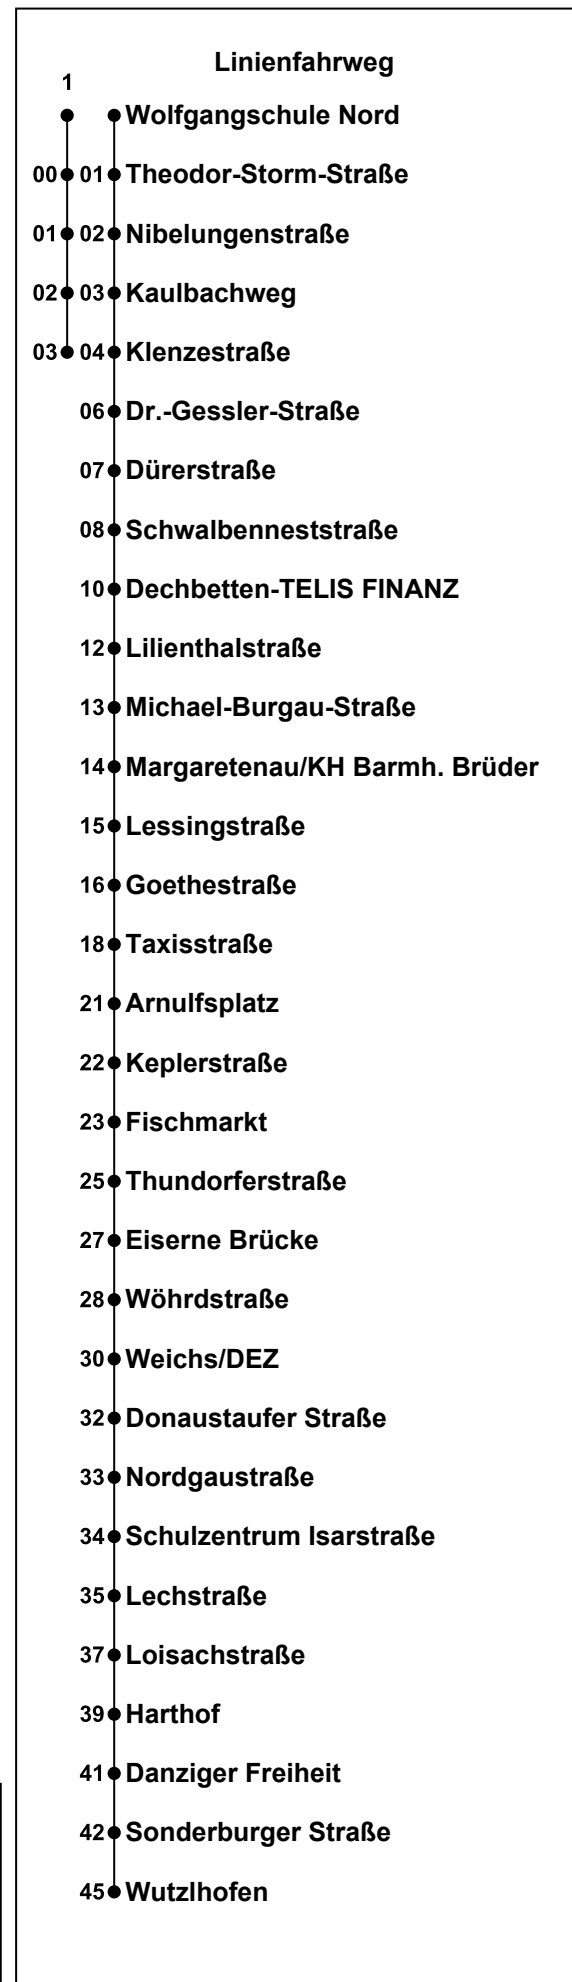 Linienfahrweg
1
Wolfgangschule Nord
00 01 Theodor-Storm-Straße
01 02 Nibelungenstraße
02 03 Kaulbachweg
03 04 Klenzestraße
06 Dr.-Gessler-Straße
07 Dürerstraße
08 Schwalbenneststraße
10 Dechbetten-TELIS FINANZ
12 Lilienthalstraße
13 Michael-Burgau-Straße
14 Margaretenau/KH Barmh. Brüder
15 Lessingstraße
16 Goethestraße
18 Taxisstraße
21 Arnulfsplatz
22 Keplerstraße
23 Fischmarkt
25 Thundorferstraße
27 Eiserne Brücke
28 Wöhrdstraße
30 Weichs/DEZ
32 Donaustaufer Straße
33 Nordgaustraße
34 Schulzentrum Isarstraße
35 Lechstraße
37 Loisachstraße
39 Harthof
41 Danziger Freiheit
42 Sonderburger Straße
45 Wutzlhofen